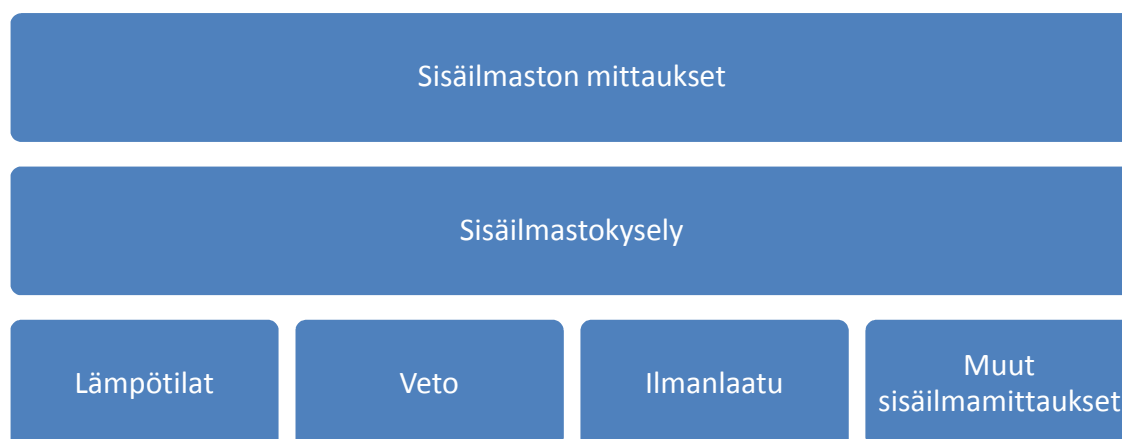 Sisäilmaston mittaukset
Sisäilmastokysely
Lämpötilat
Veto
Ilmanlaatu
Muut
sisäilmamittaukset